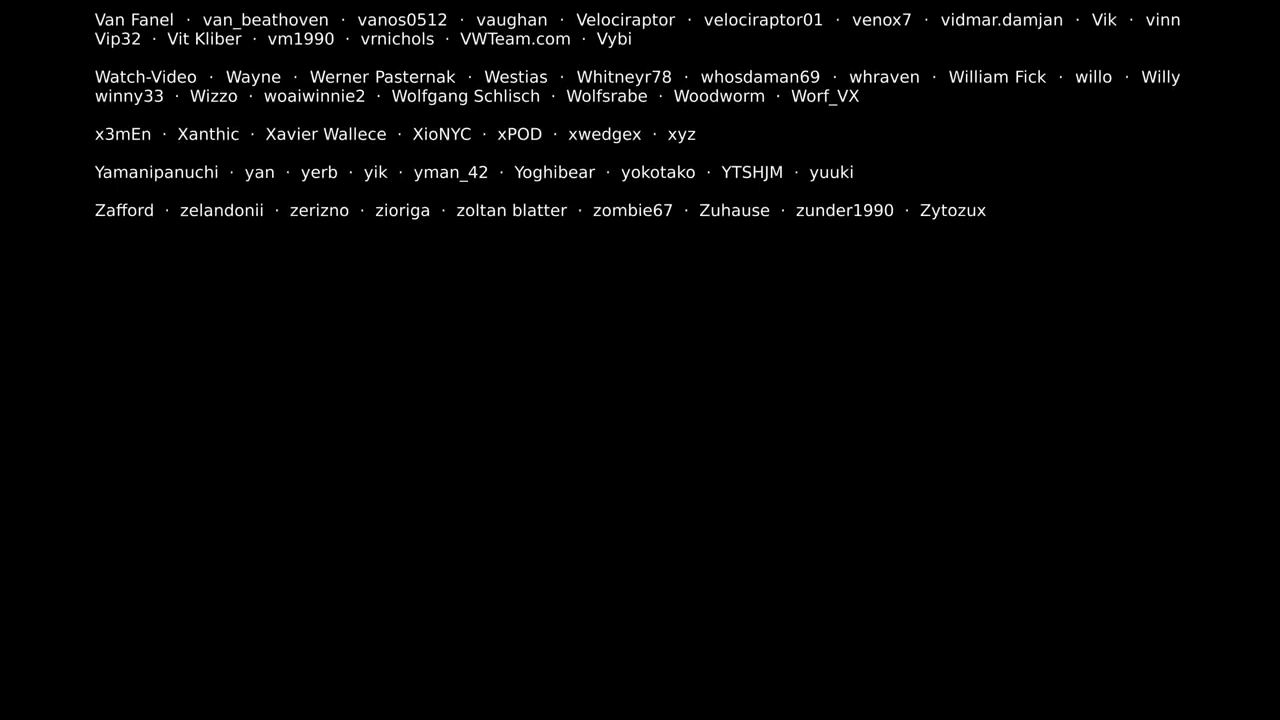 Van Fanel · van_beathoven · vanos0512 · vaughan · Velociraptor · velociraptor01 · venox7 · vidmar.damjan · Vik · vinn
Vip32 · Vit Kliber · vm1990 · vrnichols · VWTeam.com · Vybi
Watch-Video · Wayne · Werner Pasternak · Westias · Whitneyr78 · whosdaman69 · whraven · William Fick · willo · Willy
winny33 · Wizzo · woaiwinnie2 · Wolfgang Schlisch · Wolfsrabe · Woodworm · Worf_VX
x3mEn · Xanthic · Xavier Wallece · XioNYC · xPOD · xwedgex · xyz
Yamanipanuchi · yan · yerb · yik · yman_42 · Yoghibear · yokotako · YTSHJM · yuuki
Zafford · zelandonii · zerizno · zioriga · zoltan blatter · zombie67 · Zuhause · zunder1990 · Zytozux